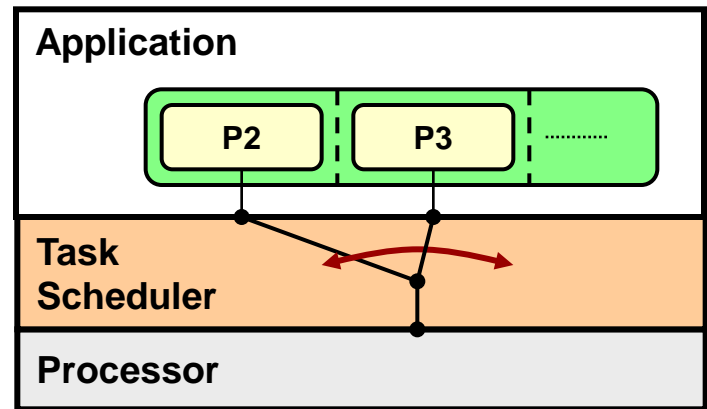 Application
P2
P3
Task
Scheduler
Processor